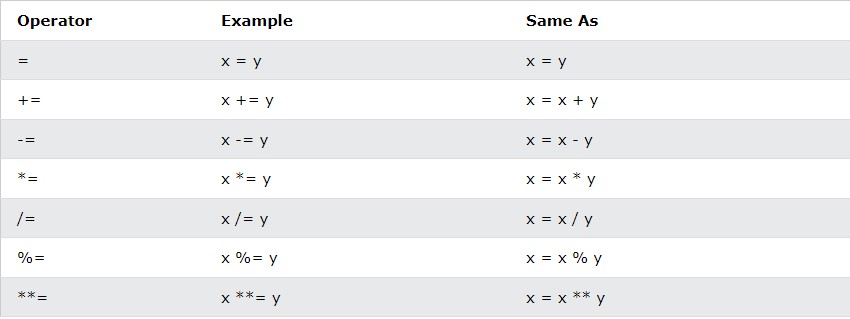 Operator Example Same As
= x = y x = y
+= x += y x = x + y
-= x -= y x = x - y
*= x *= y x = x * y
/= x /= y x = x / y
%= x %= y x = x % y
**= x **= y x = x ** y